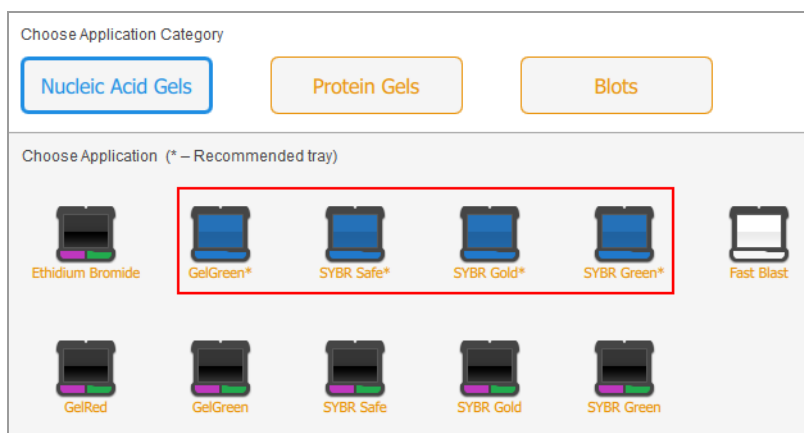 Choose Application Category
Nucleic Acid Gels Protein Gels Blots
Choose Application (* – Recommended tray)
Ethidium Bromide GelGreen* SYBR Safe* SYBR Gold* SYBR Green* Fast Blast
GelRed GelGreen SYBR Safe SYBR Gold SYBR Green